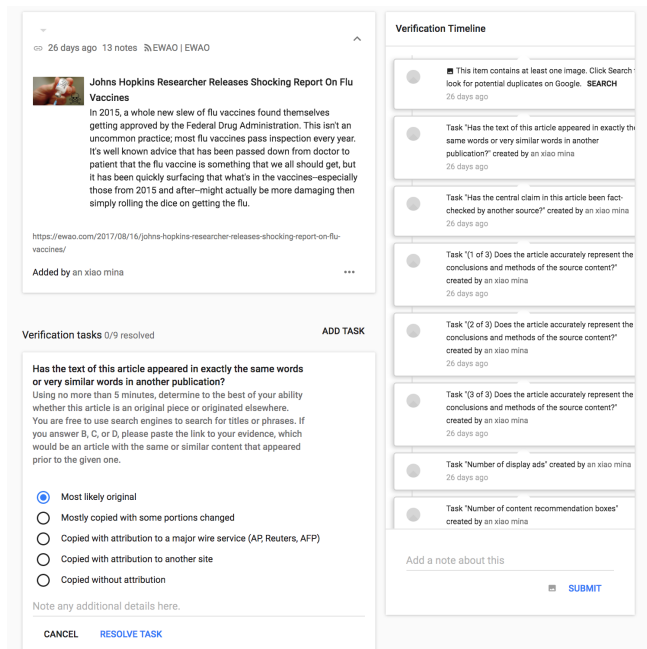 26 days ago 13 notes EWAO | EWAO
Johns Hopkins Researcher Releases Shocking Report On Flu
Vaccines
In 2015, a whole new slew of flu vaccines found themselves
getting approved by the Federal Drug Administration. This isn't an
uncommon practice; most flu vaccines pass inspection every year.
It's well known advice that has been passed down from doctor to
patient that the flu vaccine is something that we all should get, but
it has been quickly surfacing that what's in the vaccines–especially
those from 2015 and after–might actually be more damaging then
simply rolling the dice on getting the flu.
https://ewao.com/2017/08/16/johns-hopkins-researcher-releases-shocking-report-on-flu-
vaccines/
Added by an xiao mina
Verification tasks 0/9 resolved
ADD TASK
Has the text of this article appeared in exactly the same words
or very similar words in another publication?
Using no more than 5 minutes, determine to the best of your ability
whether this article is an original piece or originated elsewhere.
You are free to use search engines to search for titles or phrases. If
you answer B, C, or D, please paste the link to your evidence, which
would be an article with the same or similar content that appeared
prior to the given one.
Most likely original
Mostly copied with some portions changed
Copied with attribution to a major wire service (AP, Reuters, AFP)
Copied with attribution to another site
Copied without attribution
Note any additional details here.
CANCEL RESOLVE TASK
Verification Timeline
This item contains at least one image. Click Search
look for potential duplicates on Google. SEARCH
26 days ago
Task "Has the text of this article appeared in exactly the
same words or very similar words in another
publication?" created by an xiao mina
26 days ago
Task "Has the central claim in this article been fact-
checked by another source?" created by an xiao mina
26 days ago
Task "(1 of 3) Does the article accurately represent the
conclusions and methods of the source content?"
created by an xiao mina
26 days ago
Task "(2 of 3) Does the article accurately represent the
conclusions and methods of the source content?"
created by an xiao mina
26 days ago
Task "(3 of 3) Does the article accurately represent the
conclusions and methods of the source content?"
created by an xiao mina
26 days ago
Task "Number of display ads" created by an xiao mina
26 days ago
Task "Number of content recommendation boxes"
created by an xiao mina
Add a note about this
SUBMIT